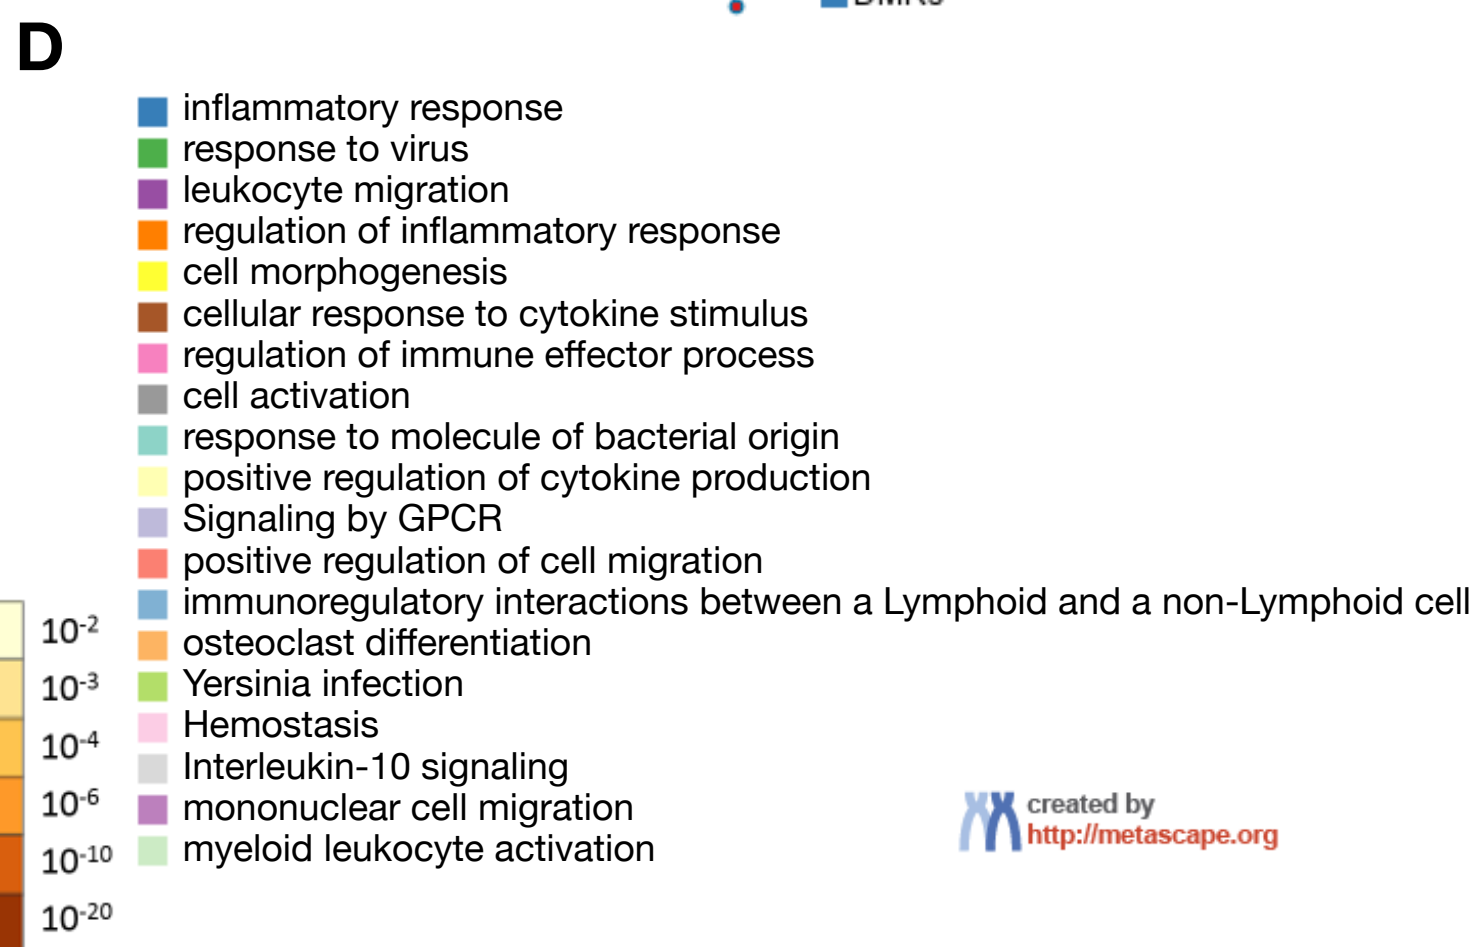 DMRs
D
inflammatory response
response to virus
leukocyte migration
regulation of inflammatory response
cell morphogenesis
cellular response to cytokine stimulus
regulation of immune effector process
cell activation
response to molecule of bacterial origin
positive regulation of cytokine production
Signaling by GPCR
positive regulation of cell migration
immunoregulatory interactions between a Lymphoid and a non-Lymphoid cell
osteoclast differentiation
Yersinia infection
Hemostasis
Interleukin-10 signaling
mononuclear cell migration
myeloid leukocyte activation
10⁻²
10⁻³
10⁻⁴
10⁻⁶
10⁻¹⁰
10⁻²⁰
created by
http://metascape.org